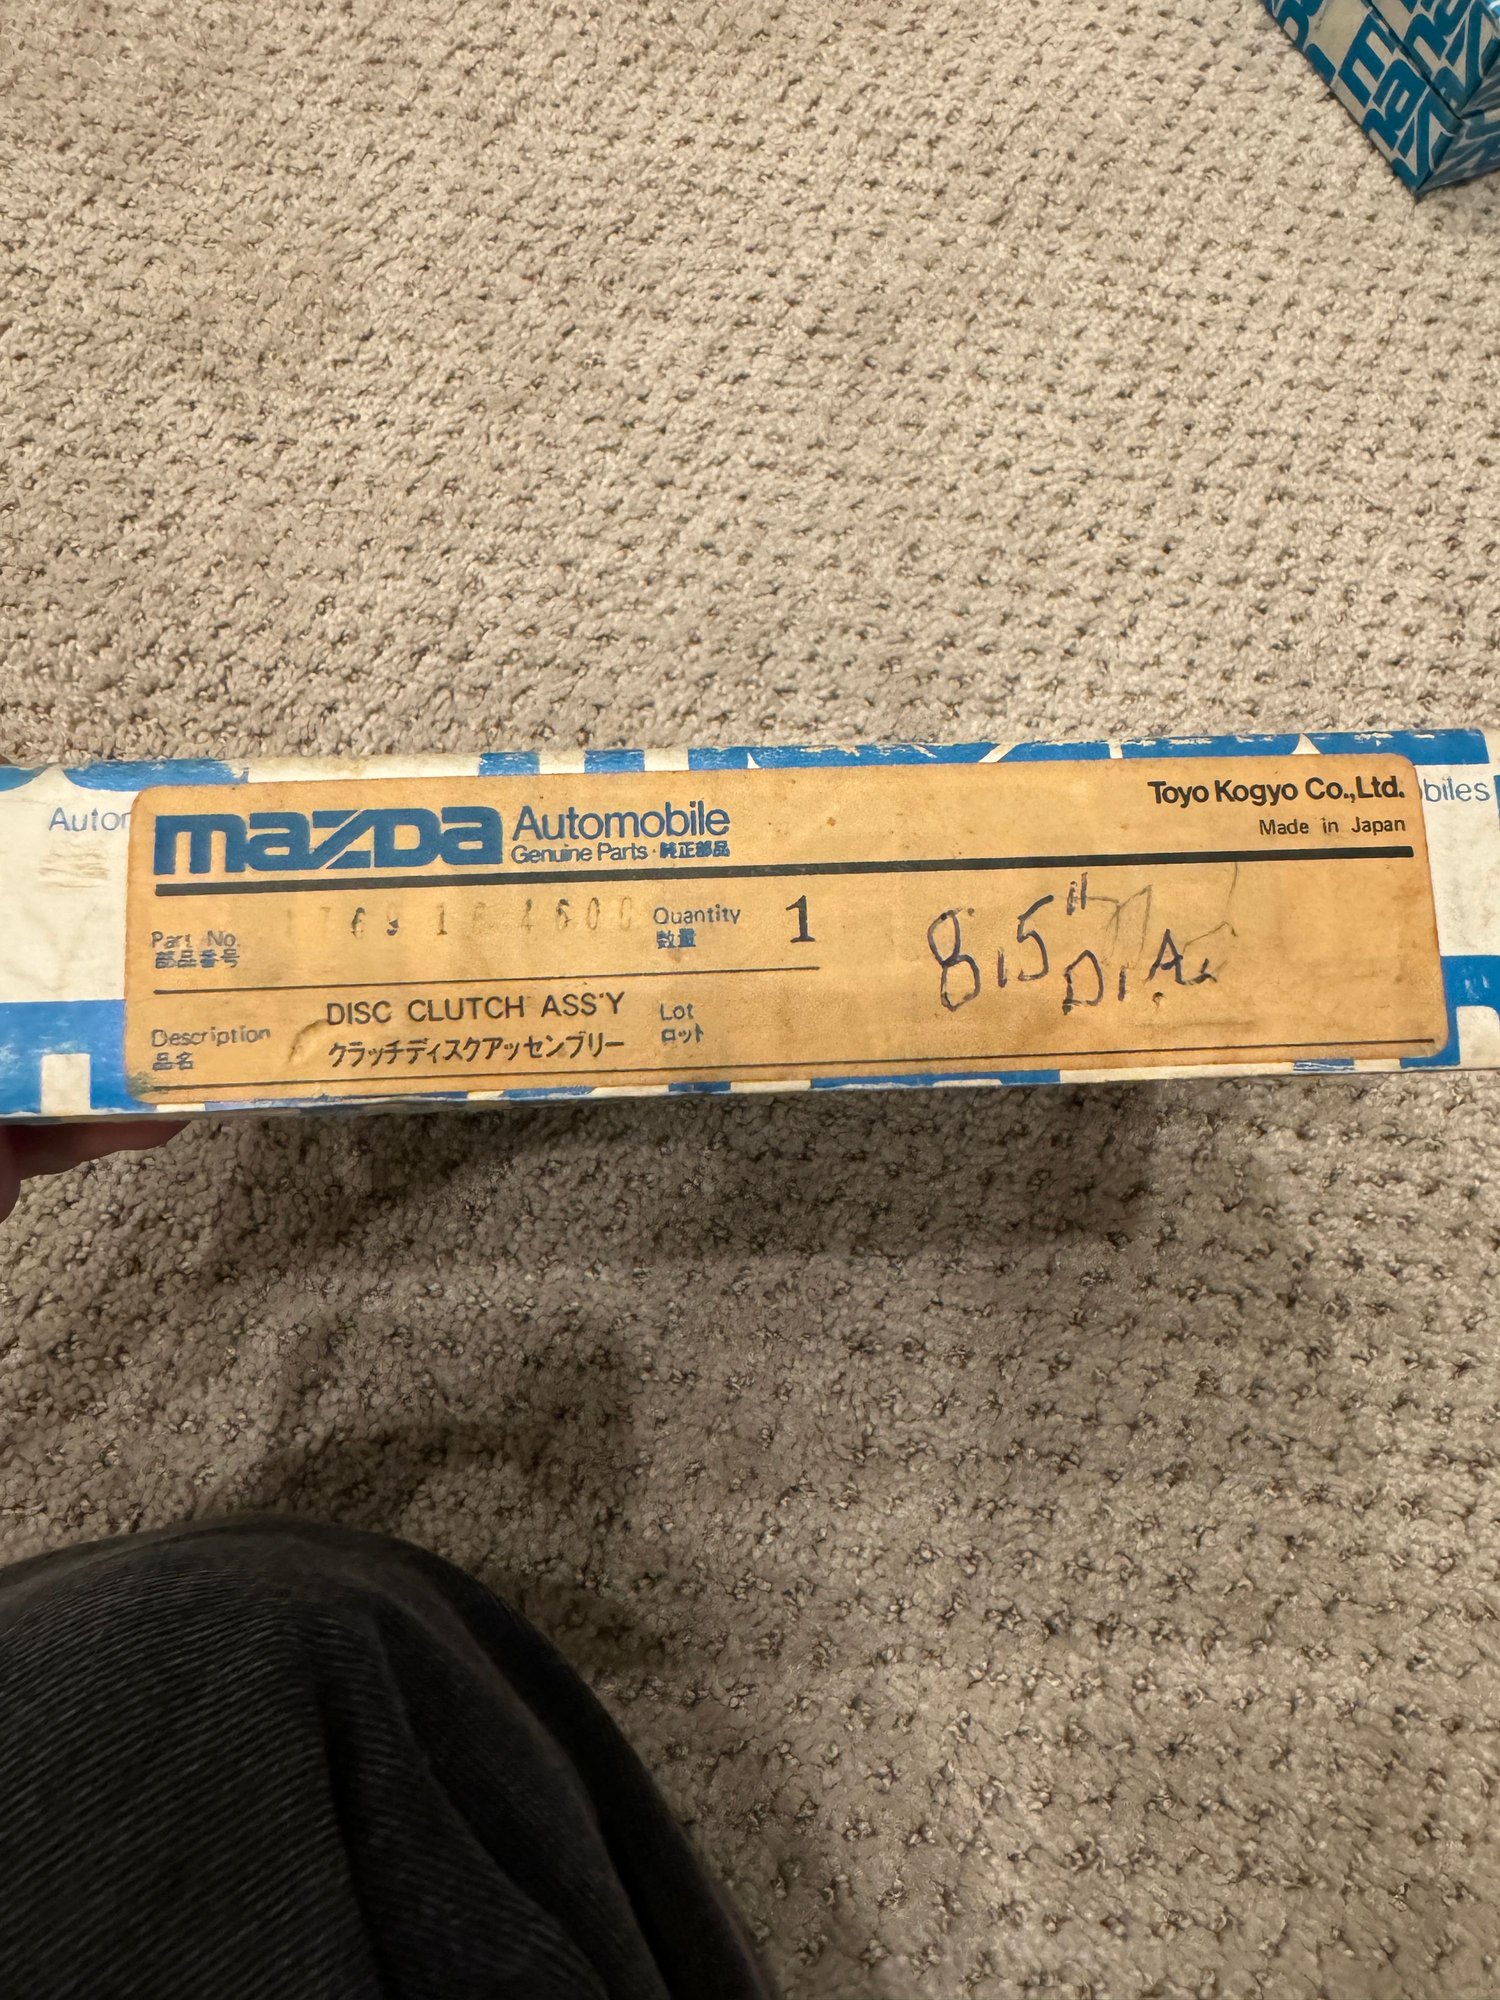 mazda
Autom
mazda Automobile
Genuine Parts・純正部品
Toyo Kogyo Co.,Ltd.
Made in Japan
biles
Part No.
部品番号
Quantity
数量
1
8.5" DIA.
Description
品名
DISC CLUTCH ASS'Y
クラッチディスクアッセンブリー
Lot
ロット